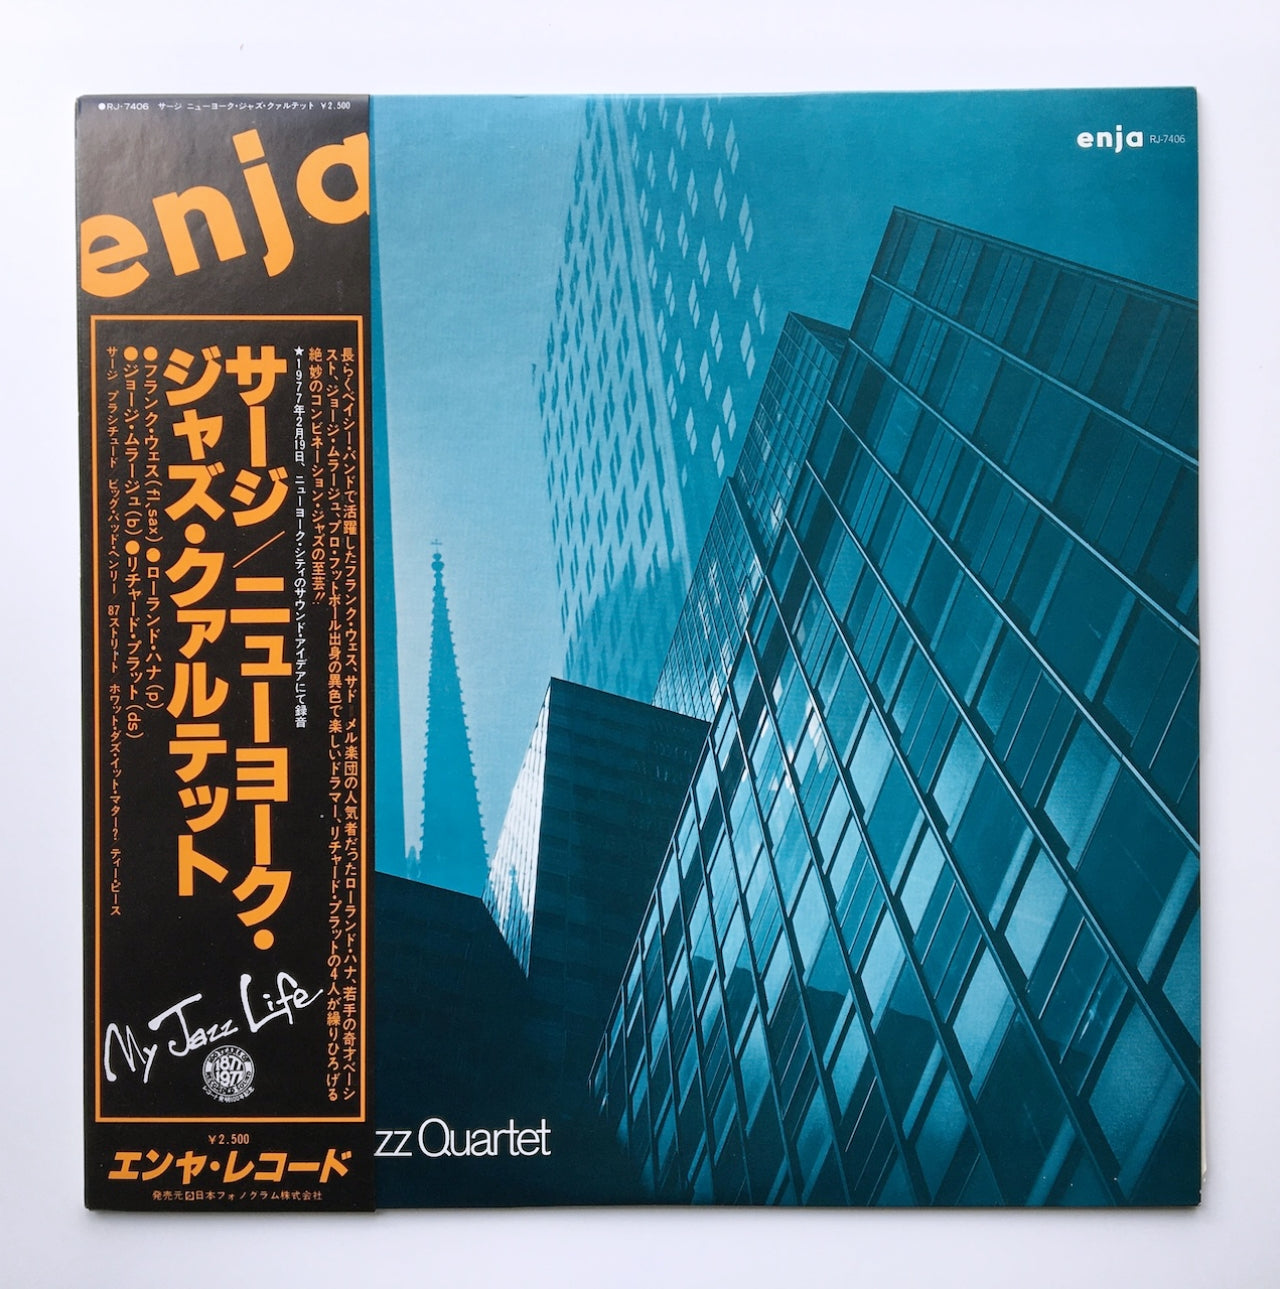 ●RJ-7406 サージ ニューヨーク・ジャズ・クァルテット ￥2.500
enja
長らくベイシー・バンドで活躍したフランク・ウェス、サド=メル楽団の人気者だったローランド・ハナ、若手の奇才ベーシ
スト、ジョージ・ムラージュ、プロ・フットボール出身の異色で楽しいドラマー、リチャード・プラットの4人が繰りひろげる
絶妙のコンビネーション・ジャズの至芸!!
★1977年2月19日、ニューヨーク・シティのサウンド・アイデアにて録音
サージ／ニューヨーク・
ジャズ・クァルテット
●フランク・ウェス(fl,sax)●ローランド・ハナ(p)
●ジョージ・ムラージュ(b)●リチャード・プラット(ds)
サージ プランチュード ビッグ・バッド・ヘンリー 87ストリート ホワット・ダズ・イット・マター? ティー・ピース
My Jazz Life
1877
1977
￥2.500
エンヤ・レコード
発売元 日本フォノグラム株式会社
enja RJ-7406
zz Quartet